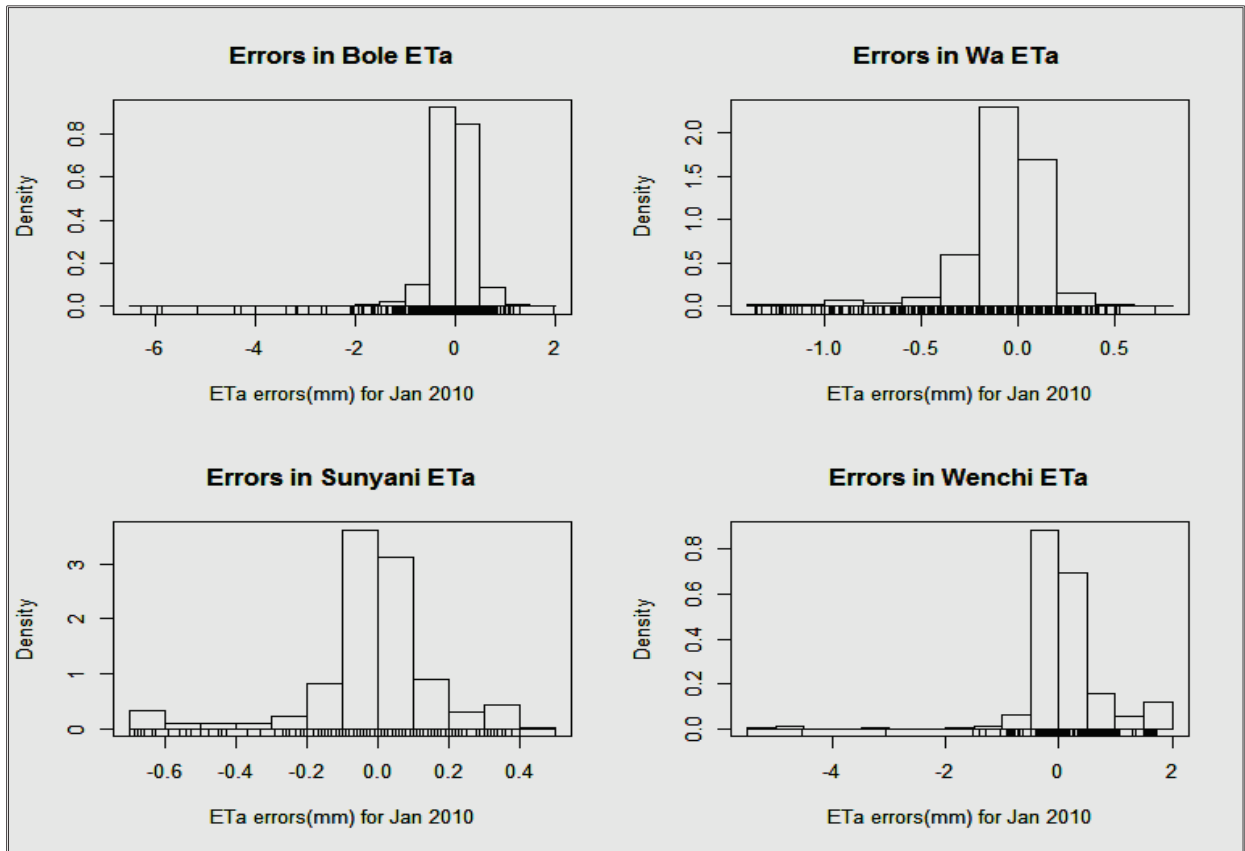 Errors in Bole ETa
Density
0.0 0.2 0.4 0.6 0.8
-6 -4 -2 0 2
ETa errors(mm) for Jan 2010
Errors in Wa ETa
Density
0.0 0.5 1.0 1.5 2.0
-1.0 -0.5 0.0 0.5
ETa errors(mm) for Jan 2010
Errors in Sunyani ETa
Density
0 1 2 3
-0.6 -0.4 -0.2 0.0 0.2 0.4
ETa errors(mm) for Jan 2010
Errors in Wenchi ETa
Density
0.0 0.2 0.4 0.6 0.8
-4 -2 0 2
ETa errors(mm) for Jan 2010